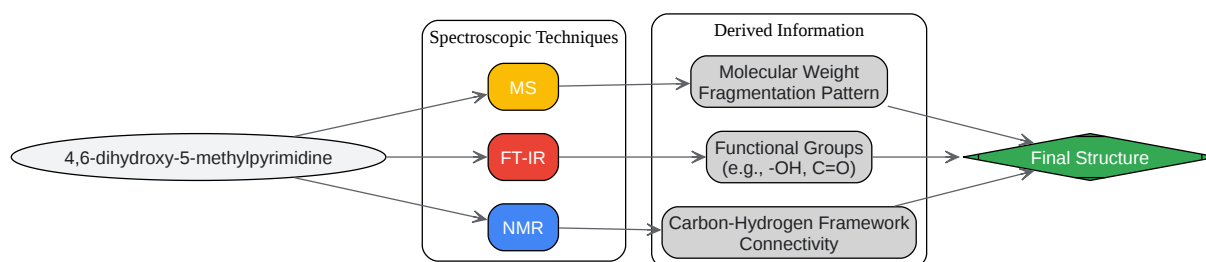 Spectroscopic Techniques
Derived Information
4,6-dihydroxy-5-methylpyrimidine
MS
FT-IR
NMR
Molecular Weight
Fragmentation Pattern
Functional Groups
(e.g., -OH, C=O)
Carbon-Hydrogen Framework
Connectivity
Final Structure